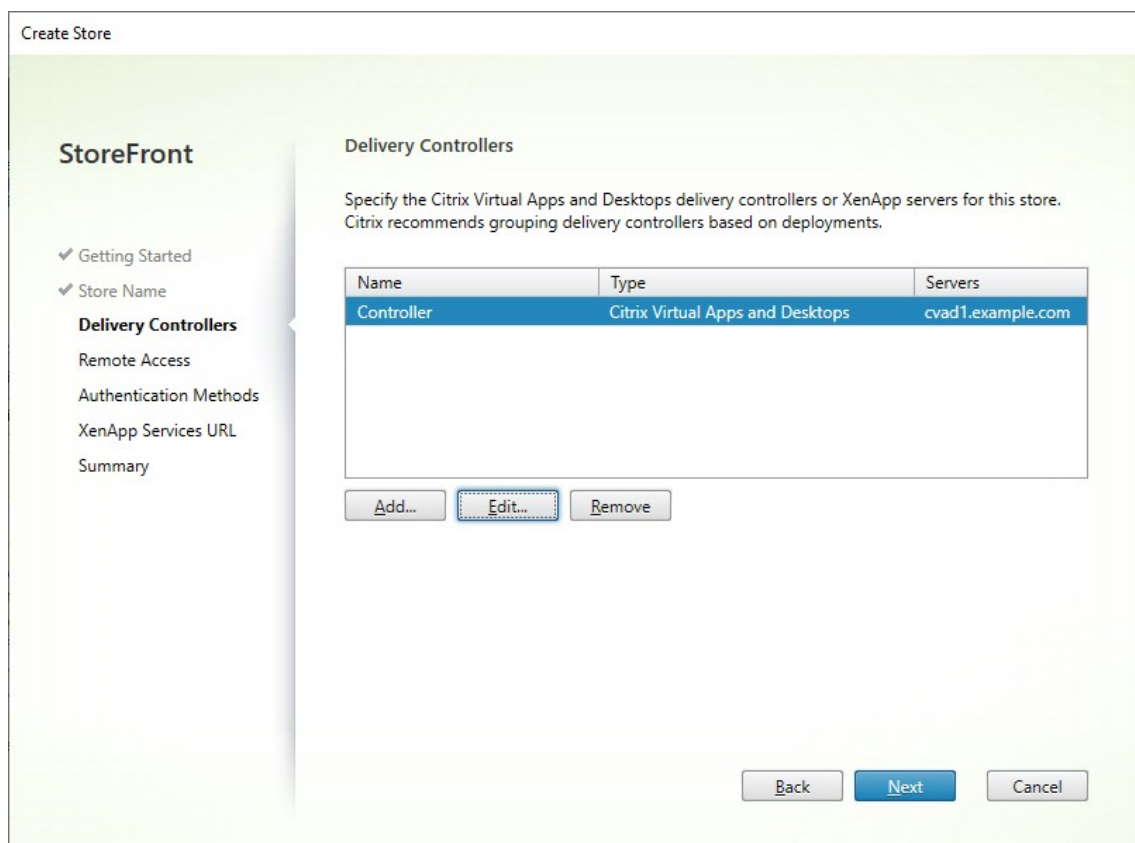 Create Store
StoreFront
Getting Started
Store Name
Delivery Controllers
Remote Access
Authentication Methods
XenApp Services URL
Summary
Delivery Controllers
Specify the Citrix Virtual Apps and Desktops delivery controllers or XenApp servers for this store.
Citrix recommends grouping delivery controllers based on deployments.
Name Type Servers
Controller Citrix Virtual Apps and Desktops cvad1.example.com
Add... Edit... Remove
Back Next Cancel